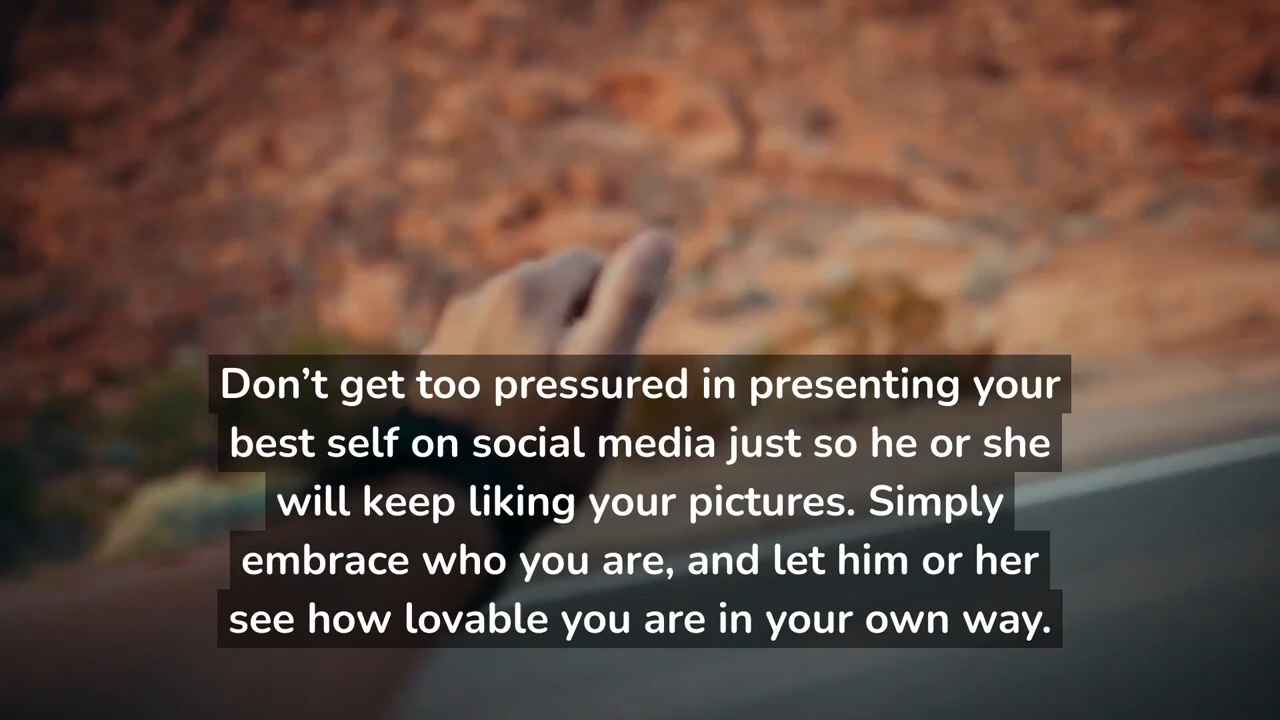 Don’t get too pressured in presenting your
best self on social media just so he or she
will keep liking your pictures. Simply
embrace who you are, and let him or her
see how lovable you are in your own way.